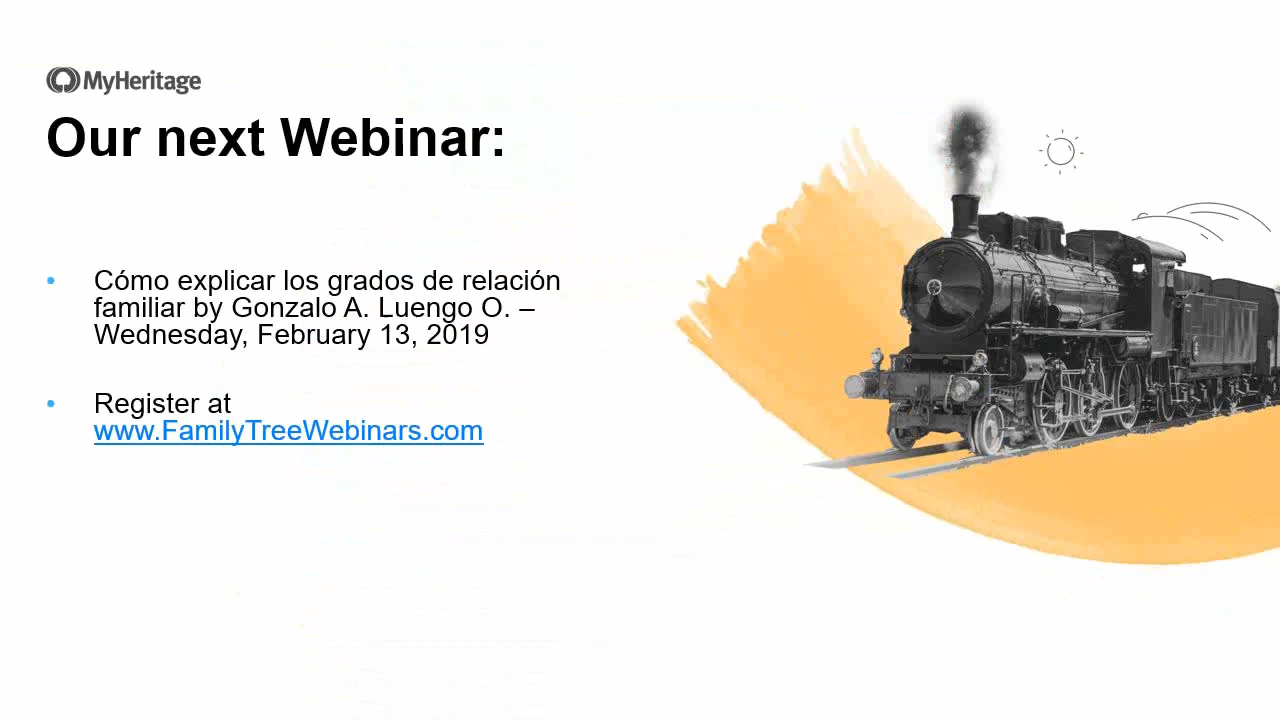 MyHeritage
Our next Webinar:
• Cómo explicar los grados de relación
familiar by Gonzalo A. Luengo O. –
Wednesday, February 13, 2019
• Register at
www.FamilyTreeWebinars.com